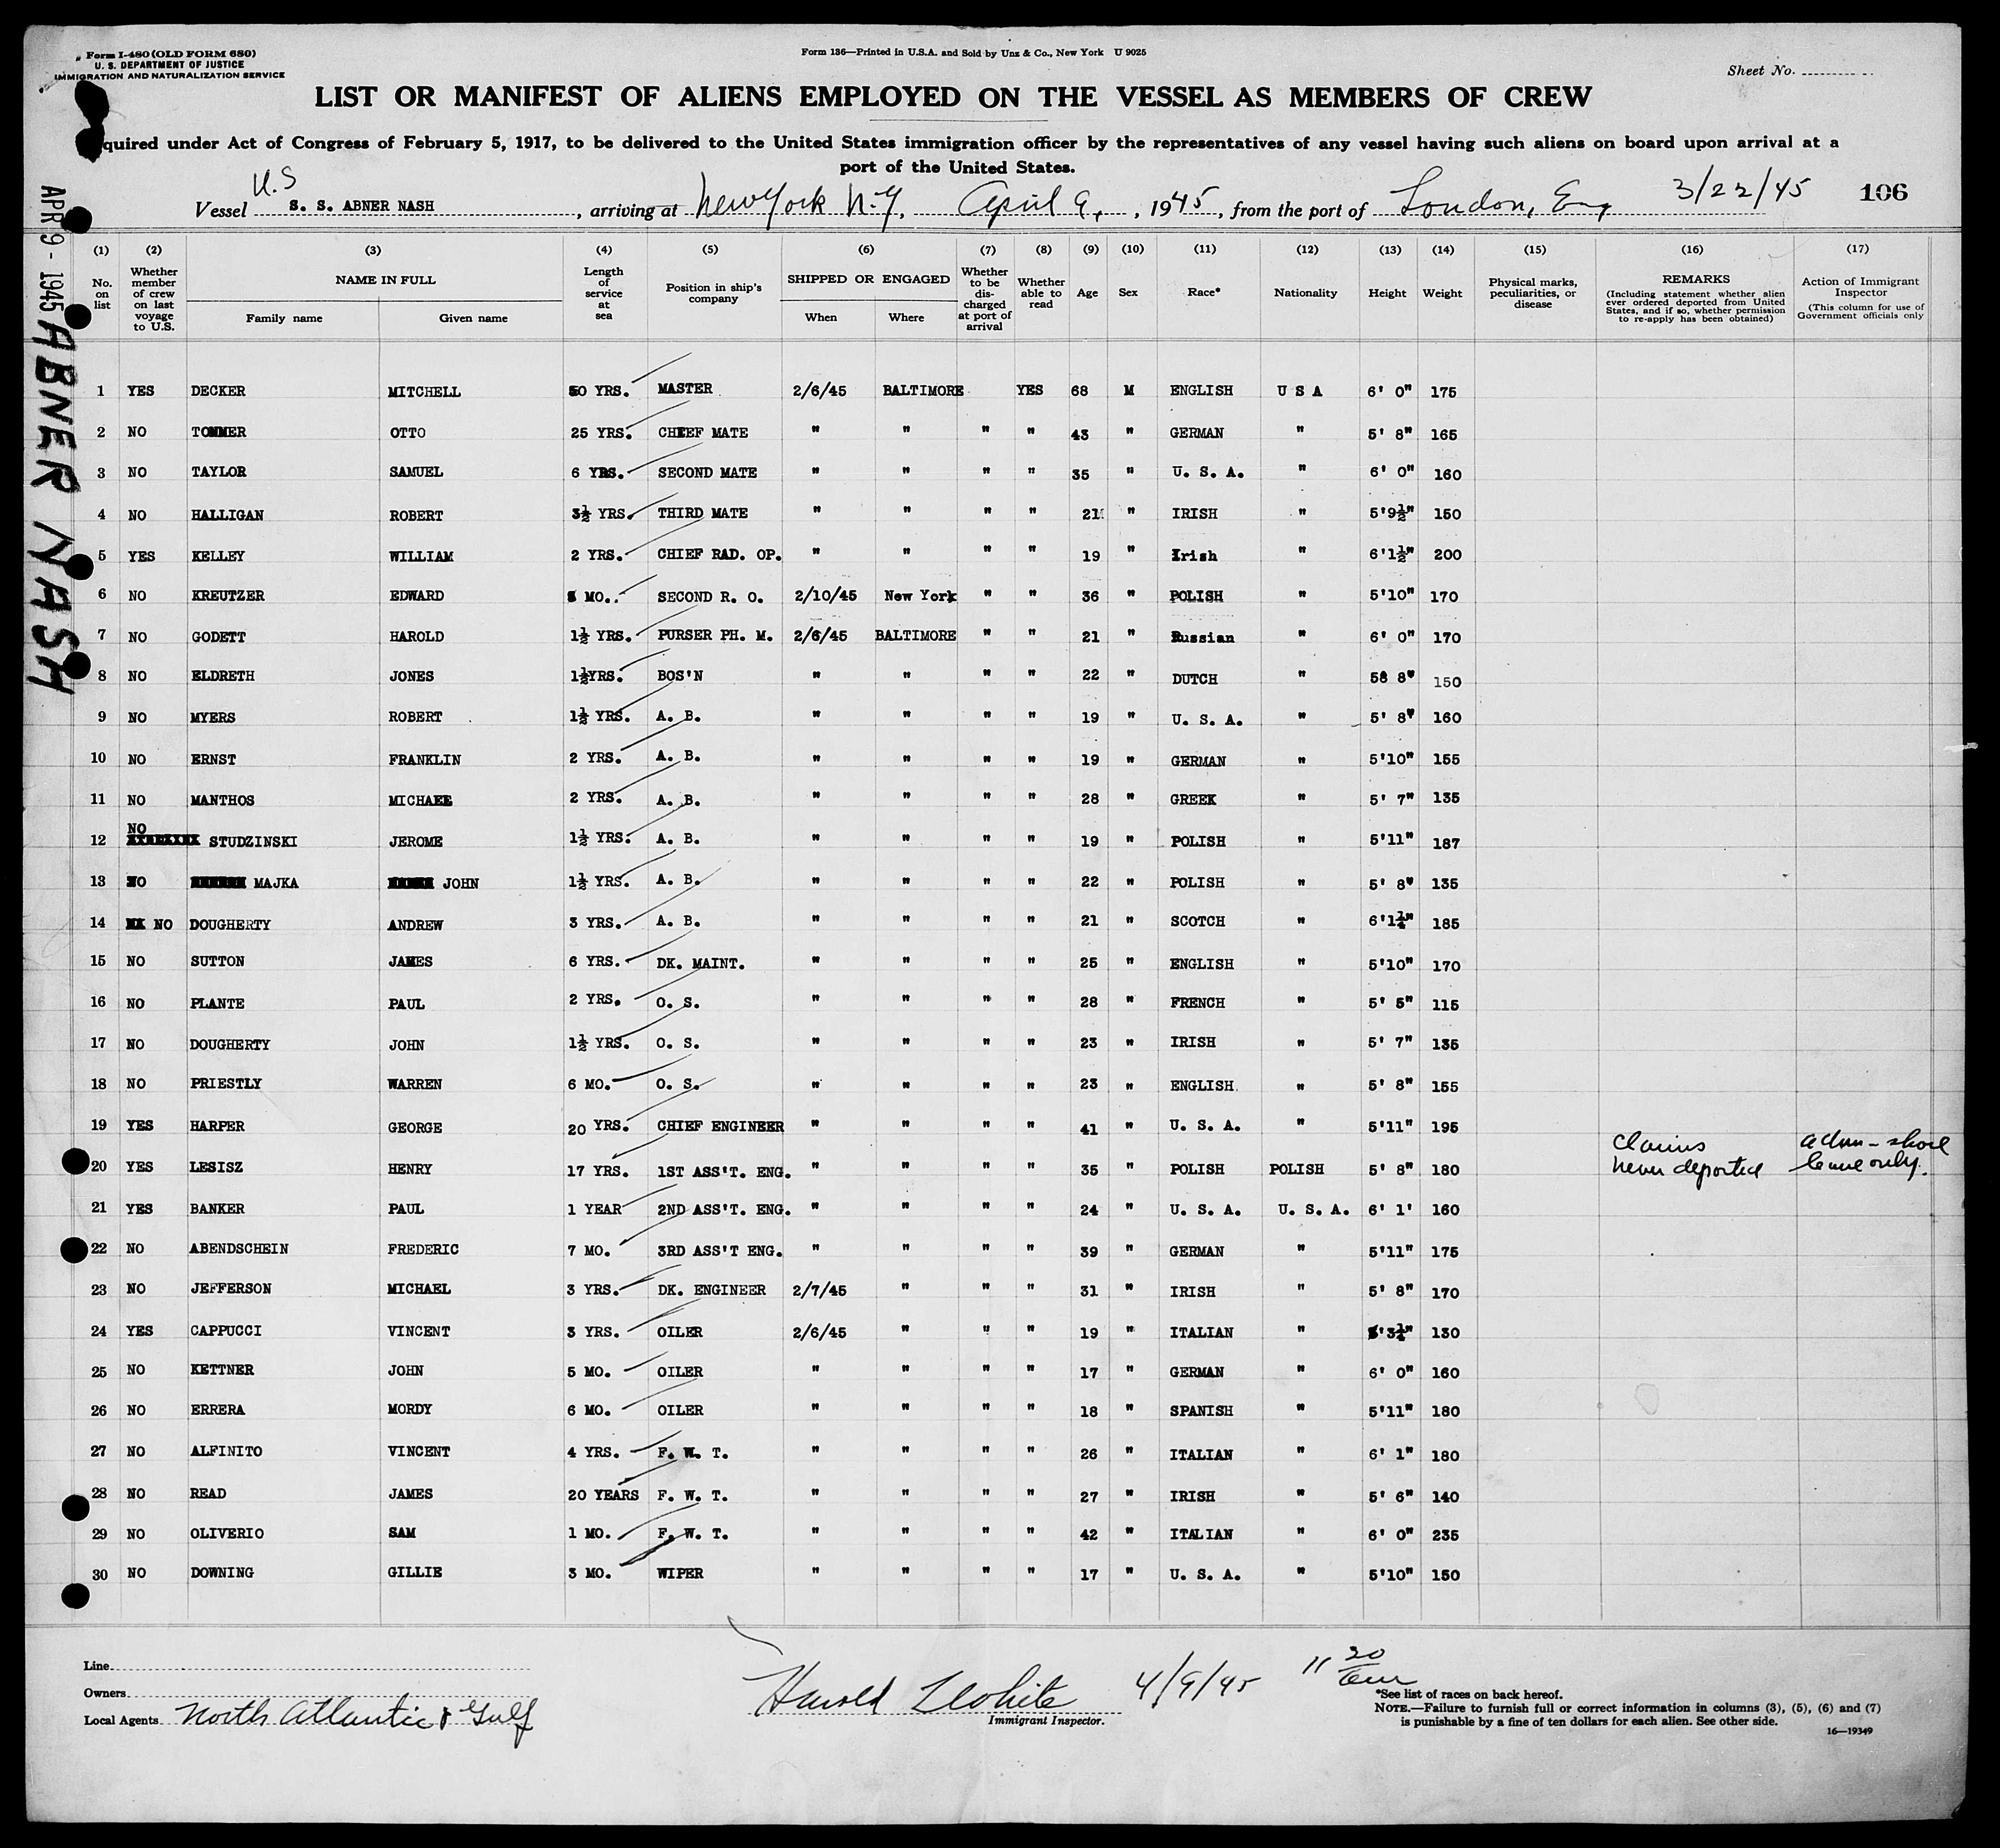 Form I-480 (OLD FORM 680)
U. S. DEPARTMENT OF JUSTICE
IMMIGRATION AND NATURALIZATION SERVICE
Form 136—Printed in U.S.A. and Sold by Unz & Co., New York U 9025
Sheet No.
LIST OR MANIFEST OF ALIENS EMPLOYED ON THE VESSEL AS MEMBERS OF CREW
quired under Act of Congress of February 5, 1917, to be delivered to the United States immigration officer by the representatives of any vessel having such aliens on board upon arrival at a
port of the United States.
U.S
Vessel S. S. ABNER NASH, arriving at New York N.Y., April 9, , 1945, from the port of London, Eng 3/22/45 106
APR 9 - 1945 ABNER NASH
(1) (2) (3) (4) (5) (6) (7) (8) (9) (10) (11) (12) (13) (14) (15) (16) (17)
No. on list Whether member of crew on last voyage to U.S. NAME IN FULL Family name Given name Length of service at sea Position in ship's company SHIPPED OR ENGAGED When Where Whether to be discharged at port of arrival Whether able to read Age Sex Race* Nationality Height Weight Physical marks, peculiarities, or disease REMARKS (Including statement whether alien ever ordered deported from United States, and if so, whether permission to re-apply has been obtained) Action of Immigrant Inspector (This column for use of Government officials only
1 YES DECKER MITCHELL 50 YRS. MASTER 2/6/45 BALTIMORE YES 68 M ENGLISH U S A 6' 0" 175
2 NO TOMMER OTTO 25 YRS. CHEEF MATE " " " " 43 " GERMAN " 5' 8" 165
3 NO TAYLOR SAMUEL 6 YRS. SECOND MATE " " " " 35 " U. S. A. " 6' 0" 160
4 NO HALLIGAN ROBERT 3½ YRS. THIRD MATE " " " " 21 " IRISH " 5'9½" 150
5 YES KELLEY WILLIAM 2 YRS. CHIEF RAD. OP. " " " " 19 " Irish " 6'1½" 200
6 NO KREUTZER EDWARD MO.. SECOND R. O. 2/10/45 New York " " 36 " POLISH " 5'10" 170
7 NO GODETT HAROLD 1½ YRS. PURSER PH. M. 2/6/45 BALTIMORE " " 21 " Russian " 6' 0" 170
8 NO ELDRETH JONES 1½YRS. BOS'N " " " " 22 " DUTCH " 58 8" 150
9 NO MYERS ROBERT 1½ YRS. A. B. " " " " 19 " U. S. A. " 5' 8" 160
10 NO ERNST FRANKLIN 2 YRS. A. B. " " " " 19 " GERMAN " 5'10" 155
11 NO MANTHOS MICHAEE 2 YRS. A. B. " " " " 28 " GREEK " 5' 7" 135
12 NO STUDZINSKI JEROME 1½ YRS. A. B. " " " " 19 " POLISH " 5'11" 187
13 NO MAJKA JOHN 1½ YRS. A. B. " " " " 22 " POLISH " 5' 8" 135
14 NO DOUGHERTY ANDREW 3 YRS. A. B. " " " " 21 " SCOTCH " 6'1¼" 185
15 NO SUTTON JAMES 6 YRS. DK. MAINT. " " " " 25 " ENGLISH " 5'10" 170
16 NO PLANTE PAUL 2 YRS. O. S. " " " " 28 " FRENCH " 5' 5" 115
17 NO DOUGHERTY JOHN 1½ YRS. O. S. " " " " 23 " IRISH " 5' 7" 135
18 NO PRIESTLY WARREN 6 MO. O. S. " " " " 23 " ENGLISH " 5' 8" 155
19 YES HARPER GEORGE 20 YRS. CHIEF ENGINEER " " " " 41 " U. S. A. " 5'11" 195
20 YES LESISZ HENRY 17 YRS. 1ST ASS'T. ENG. " " " " 35 " POLISH POLISH 5' 8" 180 claims never deported adm - shore leave only.
21 YES BANKER PAUL 1 YEAR 2ND ASS'T. ENG. " " " " 24 " U. S. A. U. S. A. 6' 1' 160
22 NO ABENDSCHEIN FREDERIC 7 MO. 3RD ASS'T ENG. " " " " 39 " GERMAN " 5'11" 175
23 NO JEFFERSON MICHAEL 3 YRS. DK. ENGINEER 2/7/45 " " " 31 " IRISH " 5' 8" 170
24 YES CAPPUCCI VINCENT 3 YRS. OILER 2/6/45 " " " 19 " ITALIAN " 5'3¼" 130
25 NO KETTNER JOHN 5 MO. OILER " " " " 17 " GERMAN " 6' 0" 160
26 NO ERRERA MORDY 6 MO. OILER " " " " 18 " SPANISH " 5'11" 180
27 NO ALFINITO VINCENT 4 YRS. F. W. T. " " " " 26 " ITALIAN " 6' 1" 180
28 NO READ JAMES 20 YEARS F. W. T. " " " " 27 " IRISH " 5' 6" 140
29 NO OLIVERIO SAM 1 MO. F. W. T. " " " " 42 " ITALIAN " 6' 0" 235
30 NO DOWNING GILLIE 3 MO. WIPER " " " " 17 " U. S. A. " 5'10" 150
Line
Owners
Local Agents North Atlantic & Gulf
Harold White 4/9/45 11 20
Immigrant Inspector.
*See list of races on back hereof.
NOTE.—Failure to furnish full or correct information in columns (3), (5), (6) and (7)
is punishable by a fine of ten dollars for each alien. See other side.
16—19349